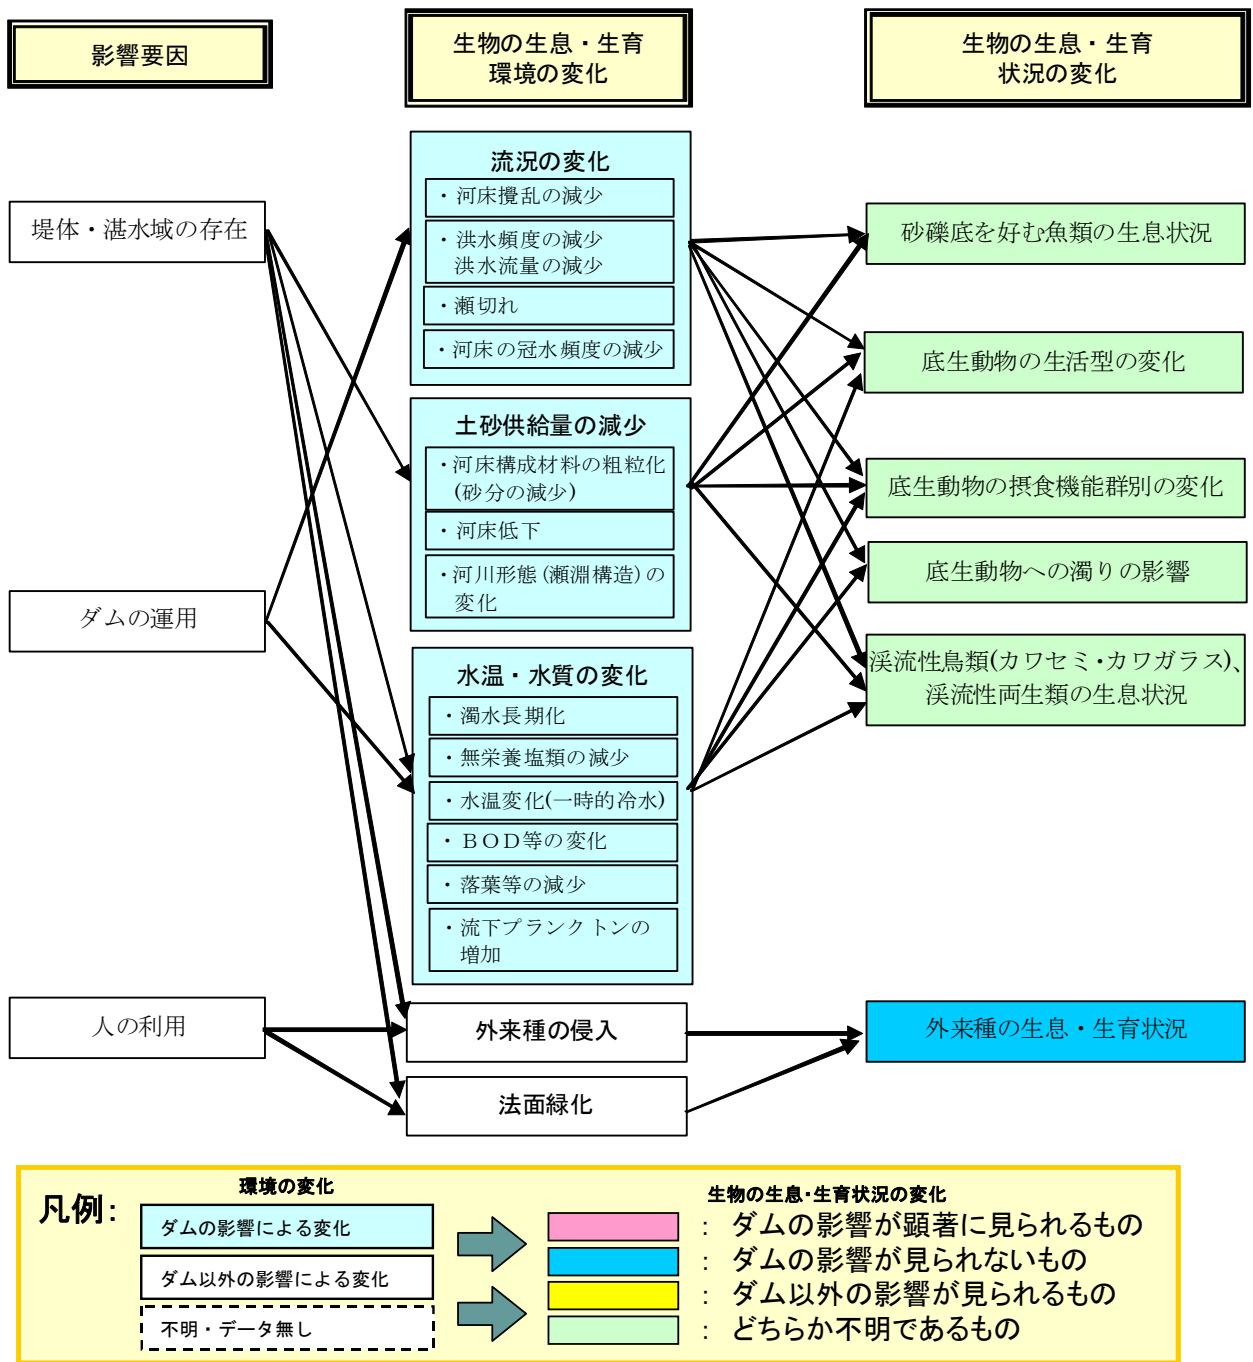 影響要因
生物の生息・生育
環境の変化
生物の生息・生育
状況の変化
堤体・湛水域の存在
ダムの運用
人の利用
流況の変化
・河床攪乱の減少
・洪水頻度の減少
洪水流量の減少
・瀬切れ
・河床の冠水頻度の減少
土砂供給量の減少
・河床構成材料の粗粒化
(砂分の減少)
・河床低下
・河川形態(瀬淵構造)の
変化
水温・水質の変化
・濁水長期化
・無栄養塩類の減少
・水温変化(一時的冷水)
・ＢＯＤ等の変化
・落葉等の減少
・流下プランクトンの
増加
外来種の侵入
法面緑化
砂礫底を好む魚類の生息状況
底生動物の生活型の変化
底生動物の摂食機能群別の変化
底生動物への濁りの影響
渓流性鳥類(カワセミ・カワガラス)、
渓流性両生類の生息状況
外来種の生息・生育状況
凡例:
環境の変化
ダムの影響による変化
ダム以外の影響による変化
不明・データ無し
生物の生息・生育状況の変化
： ダムの影響が顕著に見られるもの
： ダムの影響が見られないもの
： ダム以外の影響が見られるもの
： どちらか不明であるもの